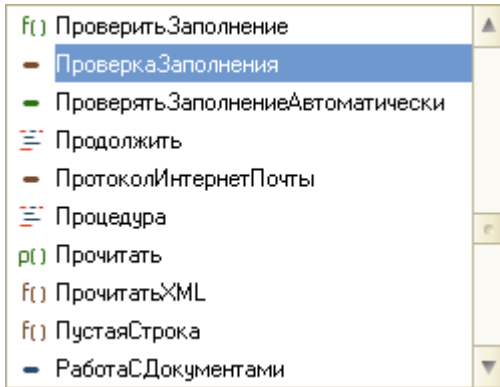 f() ПроверитьЗаполнение
ПроверкаЗаполнения
ПроверятьЗаполнениеАвтоматически
Продолжить
ПротоколИнтернетПочты
Процедура
p() Прочитать
f() ПрочитатьXML
f() ПустаяСтрока
РаботаСДокументами